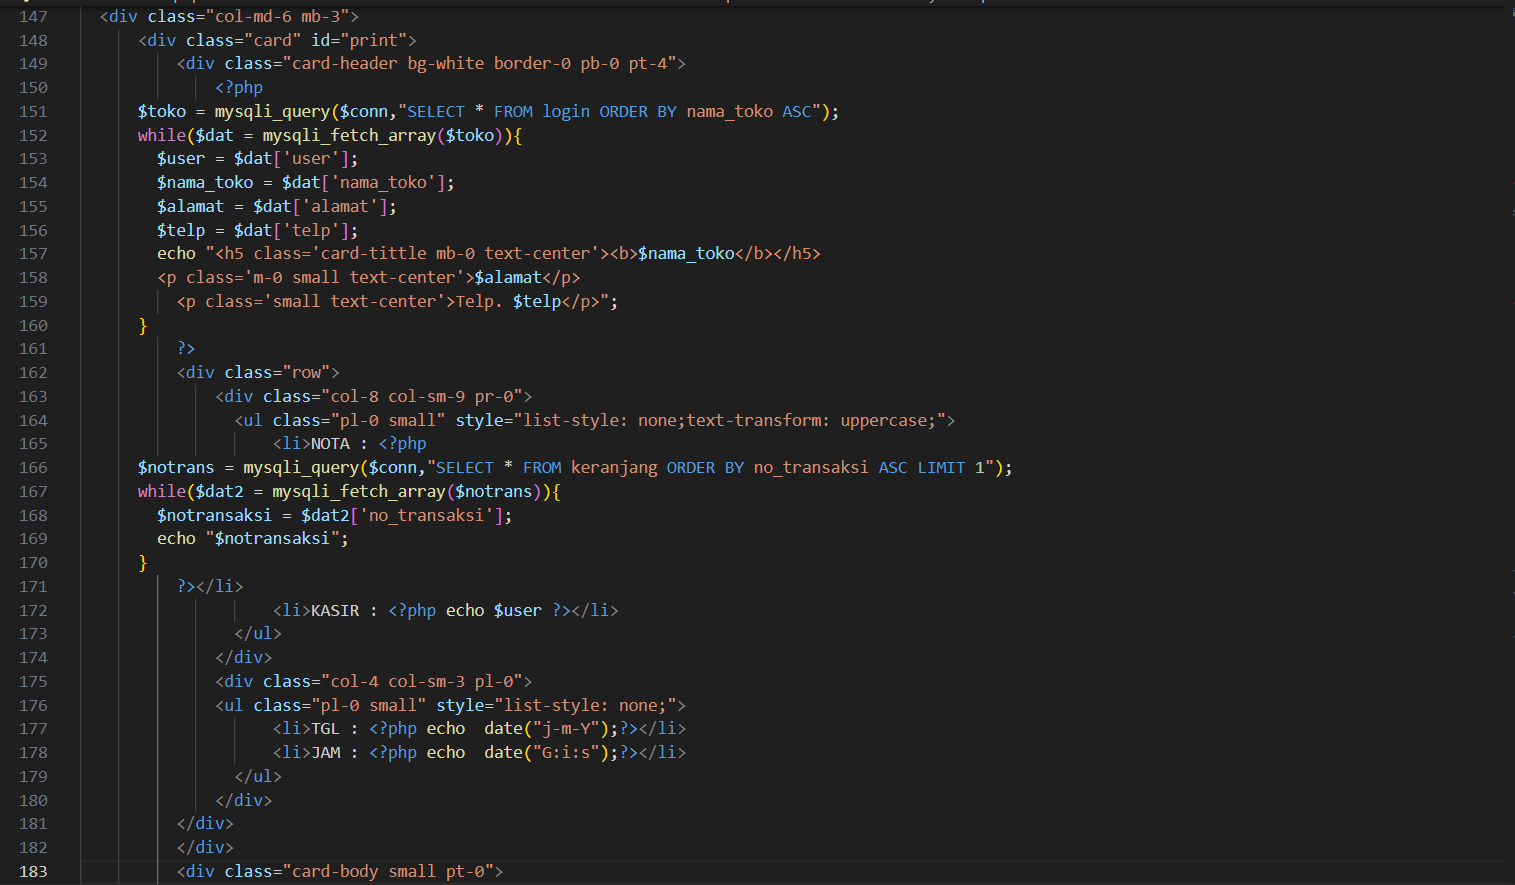 147 <div class="col-md-6 mb-3">
148 <div class="card" id="print">
149 <div class="card-header bg-white border-0 pb-0 pt-4">
150 <?php
151 $toko = mysqli_query($conn,"SELECT * FROM login ORDER BY nama_toko ASC");
152 while($dat = mysqli_fetch_array($toko)){
153 $user = $dat['user'];
154 $nama_toko = $dat['nama_toko'];
155 $alamat = $dat['alamat'];
156 $telp = $dat['telp'];
157 echo "<h5 class='card-tittle mb-0 text-center'><b>$nama_toko</b></h5>
158 <p class='m-0 small text-center'>$alamat</p>
159 <p class='small text-center'>Telp. $telp</p>";
160 }
161 ?>
162 <div class="row">
163 <div class="col-8 col-sm-9 pr-0">
164 <ul class="pl-0 small" style="list-style: none;text-transform: uppercase;">
165 <li>NOTA : <?php
166 $notrans = mysqli_query($conn,"SELECT * FROM keranjang ORDER BY no_transaksi ASC LIMIT 1");
167 while($dat2 = mysqli_fetch_array($notrans)){
168 $notransaksi = $dat2['no_transaksi'];
169 echo "$notransaksi";
170 }
171 ?></li>
172 <li>KASIR : <?php echo $user ?></li>
173 </ul>
174 </div>
175 <div class="col-4 col-sm-3 pl-0">
176 <ul class="pl-0 small" style="list-style: none;">
177 <li>TGL : <?php echo  date("j-m-Y");?></li>
178 <li>JAM : <?php echo  date("G:i:s");?></li>
179 </ul>
180 </div>
181 </div>
182 </div>
183 <div class="card-body small pt-0">